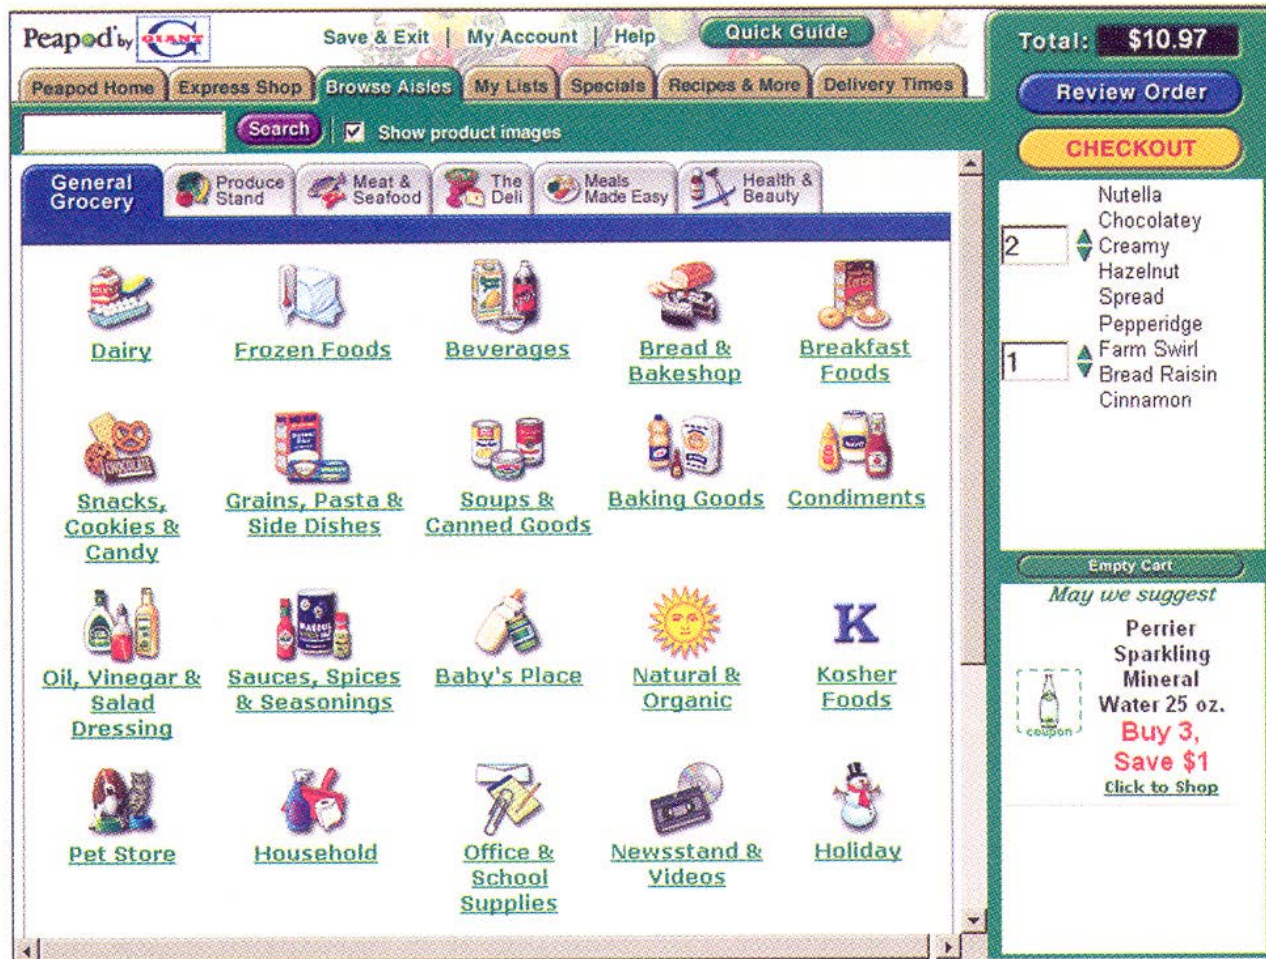 Peapod by GIANT
Save & Exit | My Account | Help
Quick Guide
Total: $10.97
Peapod Home
Express Shop
Browse Aisles
My Lists
Specials
Recipes & More
Delivery Times
Review Order
Search
Show product images
CHECKOUT
General
Grocery
Produce
Stand
Meat &
Seafood
The
Deli
Meals
Made Easy
Health &
Beauty
2
Nutella
Chocolatey
Creamy
Hazelnut
Spread
1
Pepperidge
Farm Swirl
Bread Raisin
Cinnamon
Dairy
Frozen Foods
Beverages
Bread &
Bakeshop
Breakfast
Foods
CHOCOLATE
Snacks,
Cookies &
Candy
Grains, Pasta &
Side Dishes
Soups &
Canned Goods
Baking Goods
Condiments
Oil, Vinegar &
Salad
Dressing
Sauces, Spices
& Seasonings
Baby's Place
Natural &
Organic
K
Kosher
Foods
Pet Store
Household
Office &
School
Supplies
Newsstand &
Videos
Holiday
Empty Cart
May we suggest
coupon
Perrier
Sparkling
Mineral
Water 25 oz.
Buy 3,
Save $1
Click to Shop